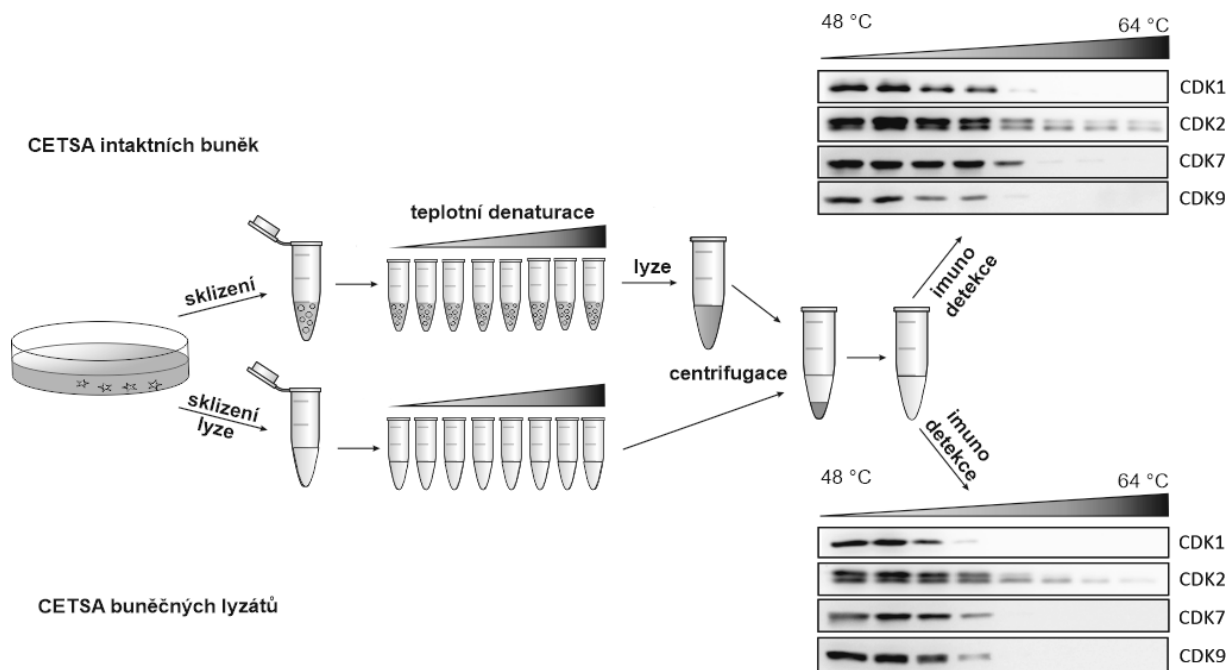 48 °C
64 °C
CDK1
CDK2
CDK7
CDK9
CETSA intaktních buněk
teplotní denaturace
sklizení
lyze
imuno
detekce
centrifugace
sklizení
lyze
imuno
detekce
48 °C
64 °C
CDK1
CDK2
CDK7
CDK9
CETSA buněčných lyzátů